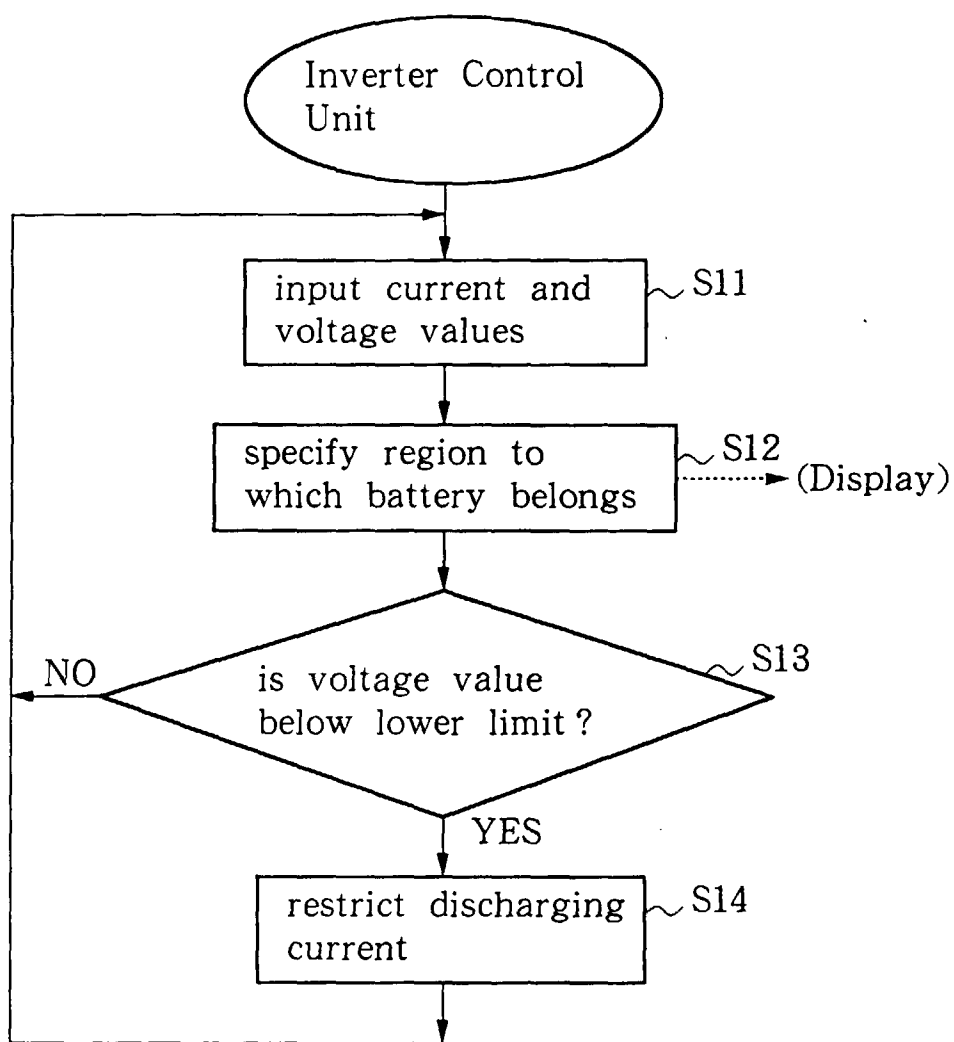 Inverter Control
Unit
input current and
voltage values
S11
specify region to
which battery belongs
S12
(Display)
is voltage value
below lower limit?
S13
NO
YES
restrict discharging
current
S14